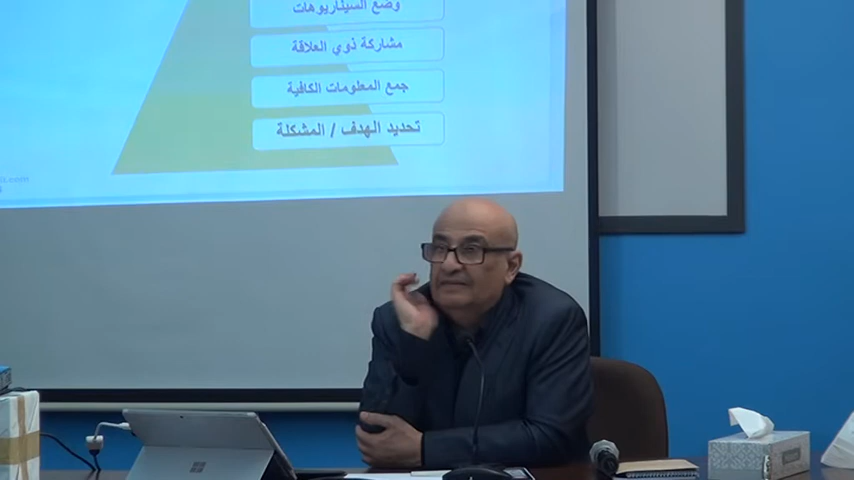 وضع السيناريوهات
مشاركة ذوي العلاقة
جمع المعلومات الكافية
تحديد الهدف / المشكلة